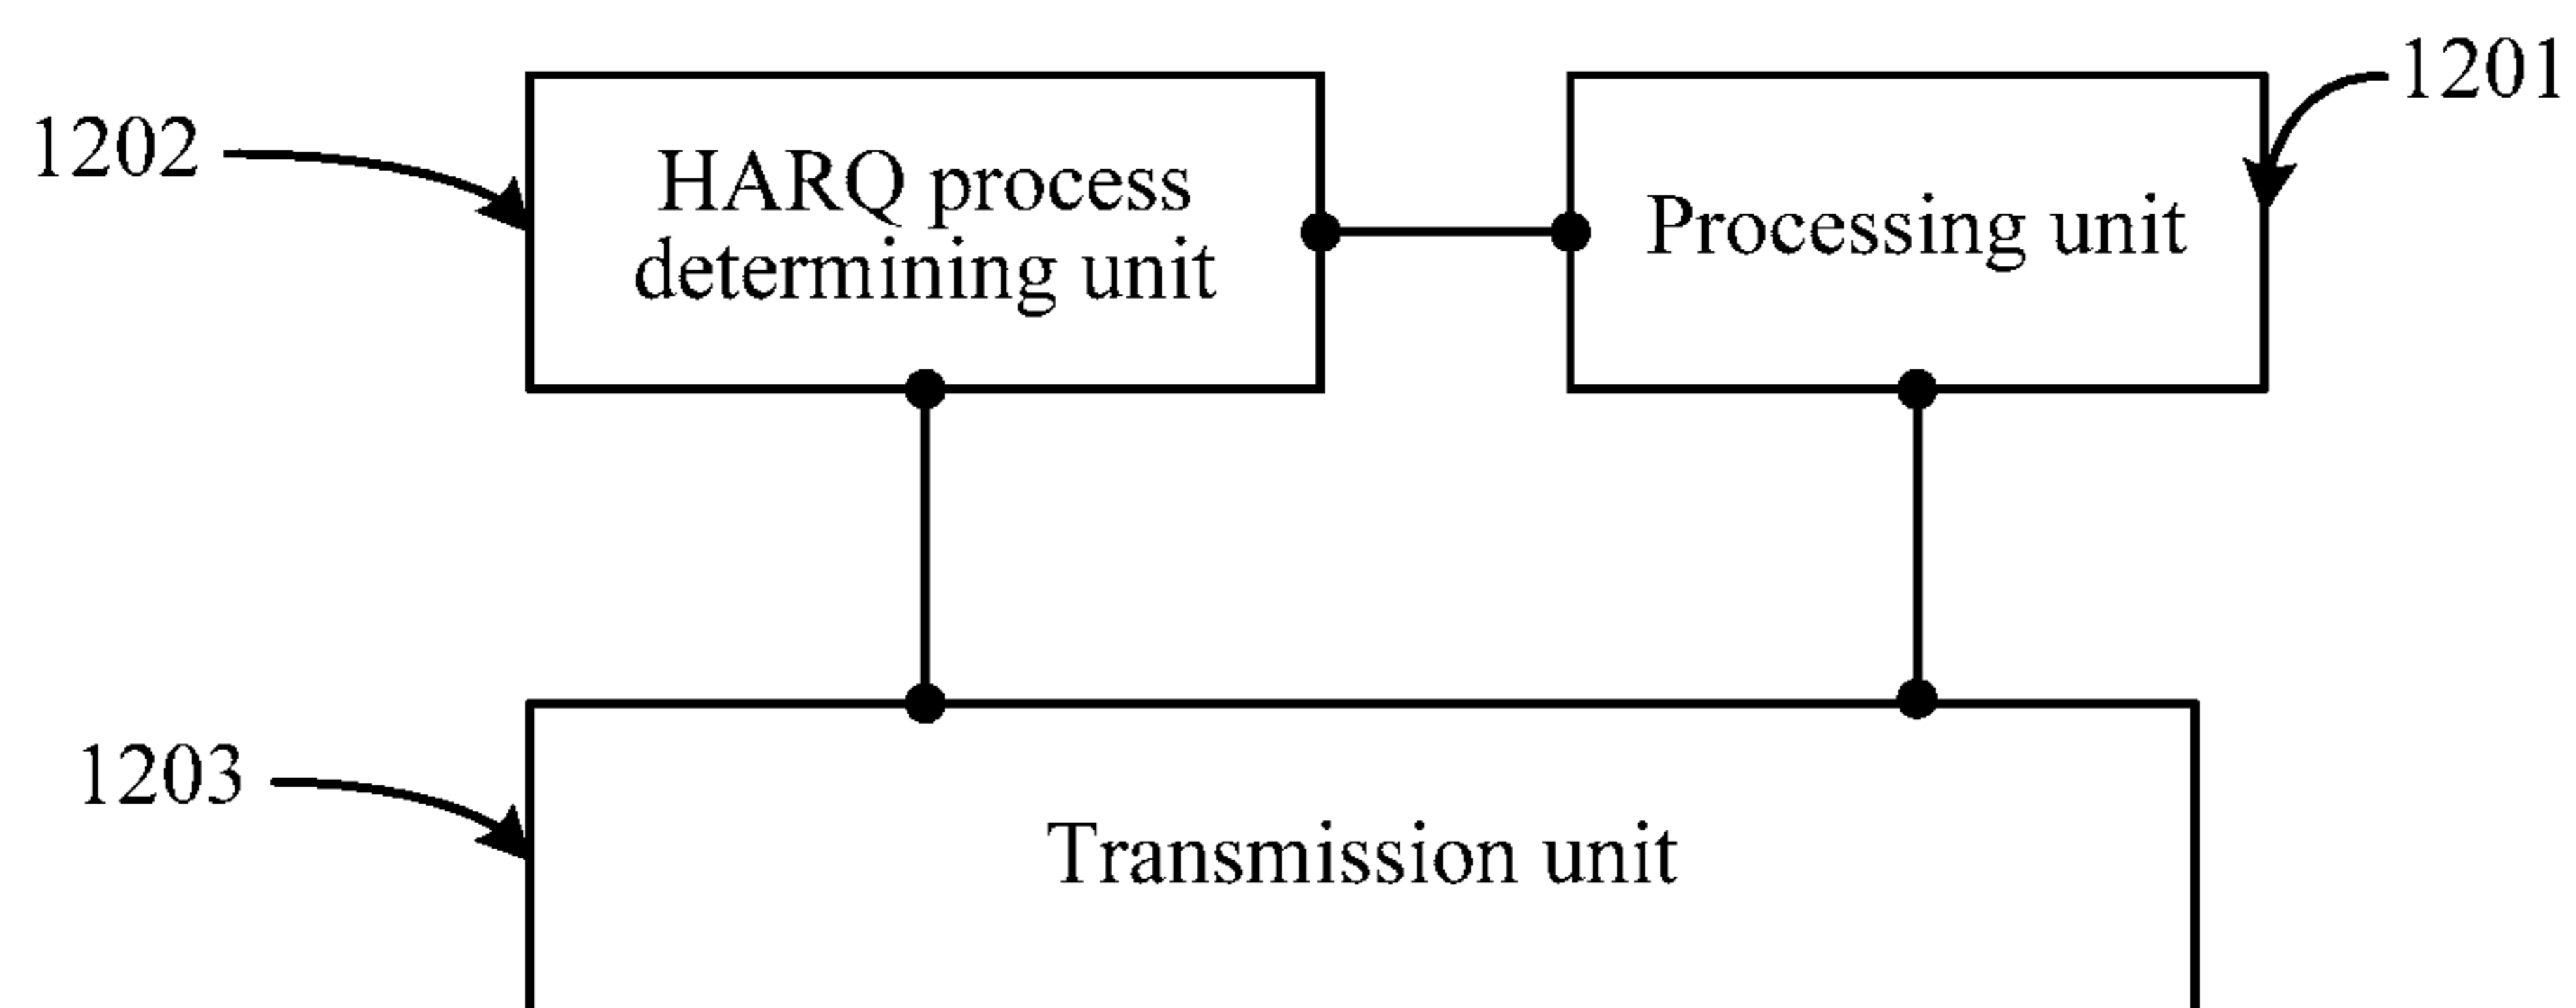 1201
1202
HARQ process
determining unit
Processing unit
1203
Transmission unit